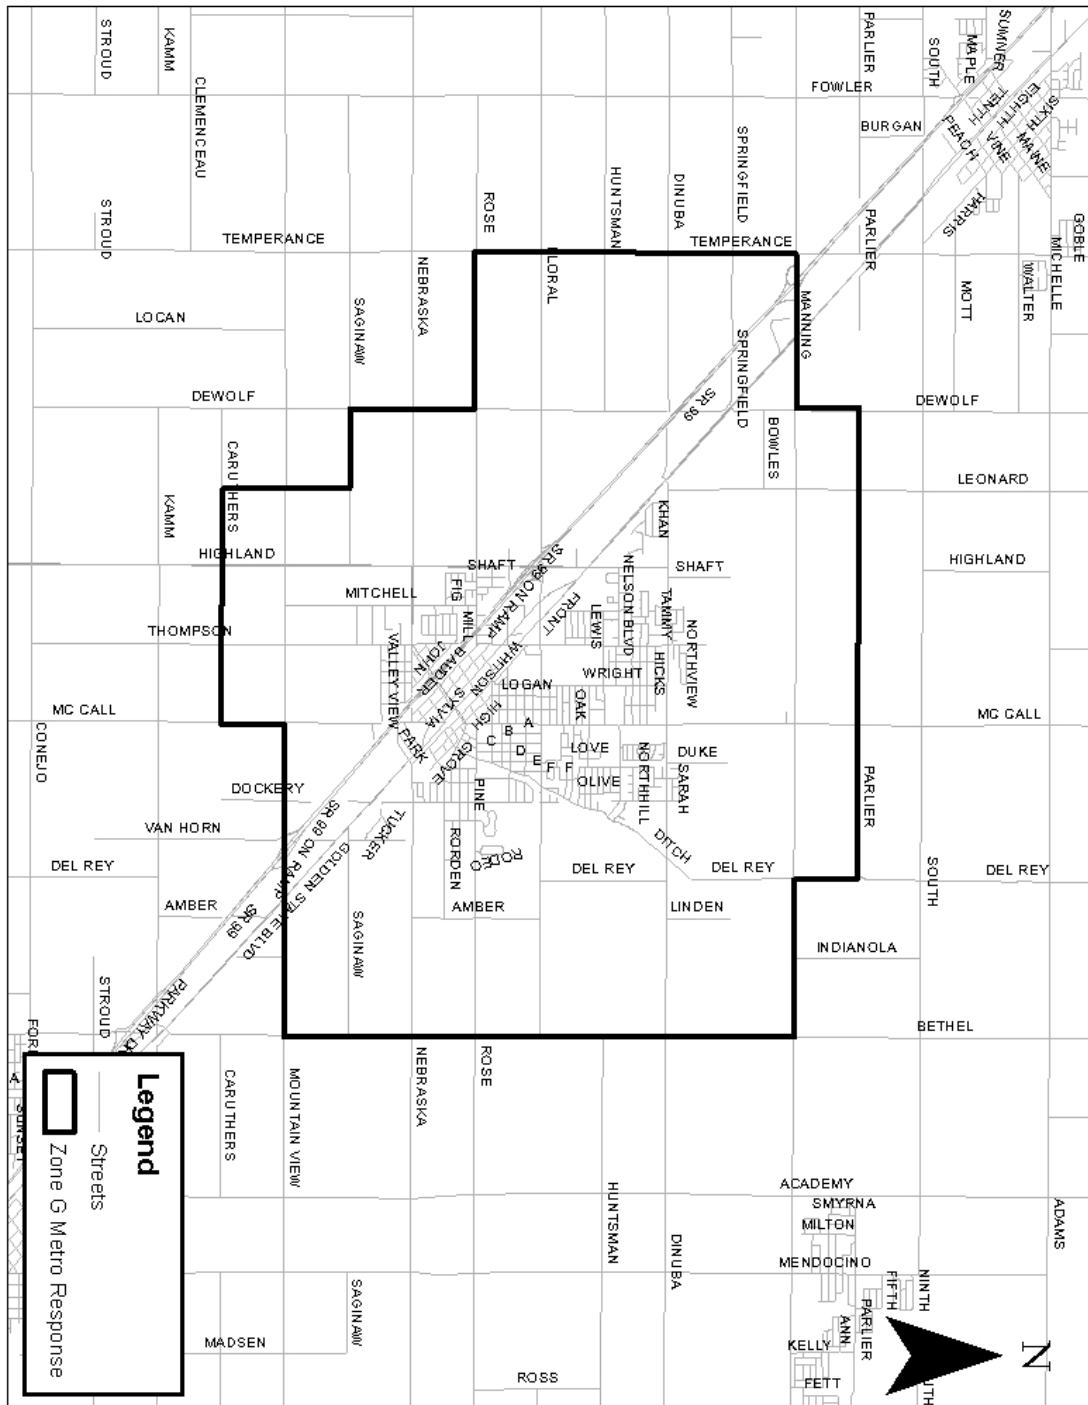 STROUD
KAMM
CLEMENCEAU
PARLIER
SOUTH
MAPLE
SUMNER
FOWLER
BURGAN
TENTH
EIGHTH
SIXTH
PEACH
VINE
MAINE
SPRINGFIELD
DINUBA
HUNTSMAN
ROSE
STROUD
TEMPERANCE
TEMPERANCE
PARLIER
HARRIS
GOBLE
MICHELLE
WALTER
MOTT
NEBRASKA
LORAL
LOCAN
SAGINAW
MANNING
SPRINGFIELD
SR 99
DEWOLF
DEWOLF
BOWLES
CARUTHERS
LEONARD
KAMM
KHAN
HIGHLAND
SHAFT
SR 99 ON RAMP
SHAFT
HIGHLAND
MITCHELL
FIG
MILL
FRONT
LEWIS
NELSON BLVD
TAMMY
NORTHVIEW
THOMPSON
VALLEY VIEW
JOHN
BAUDER
WHITSON
WRIGHT
HICKS
LOGAN
SYLVIA
HIGH
OAK
MC CALL
MC CALL
A
B
C
D
E
F
F
PARK
GROVE
LOVE
NORTHHILL
DUKE
SARAH
OLIVE
CONEJO
DOCKERY
PINE
PARLIER
VAN HORN
SR 99 ON RAMP
TUCKER
RORDEN
RODEO
DITCH
DEL REY
GOLDEN STATE BLVD
DEL REY
DEL REY
DEL REY
SOUTH
AMBER
SR 99
SAGINAW
AMBER
LINDEN
INDIANOLA
STROUD
PARKWAY
BETHEL
NEBRASKA
ROSE
CARUTHERS
MOUNTAIN VIEW
A
SUNSET
Legend
Streets
Zone G Metro Response
HUNTSMAN
DINUBA
ACADEMY
SMYRNA
MILTON
MENDOCINO
ADAMS
NINTH
FIFTH
PARLIER
ANN
KELLY
FETT
SAGINAW
MADSEN
ROSS
N